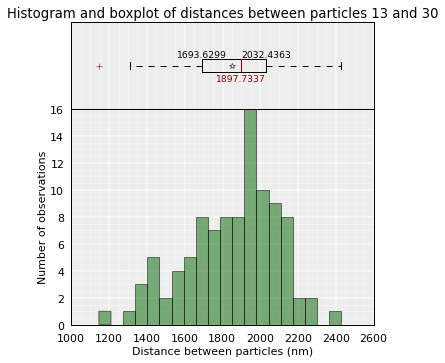 Histogram and boxplot of distances between particles 13 and 30
1693.6299 2032.4363
1897.7337
16
14
12
10
8
6
4
2
0
Number of observations
1000 1200 1400 1600 1800 2000 2200 2400 2600
Distance between particles (nm)